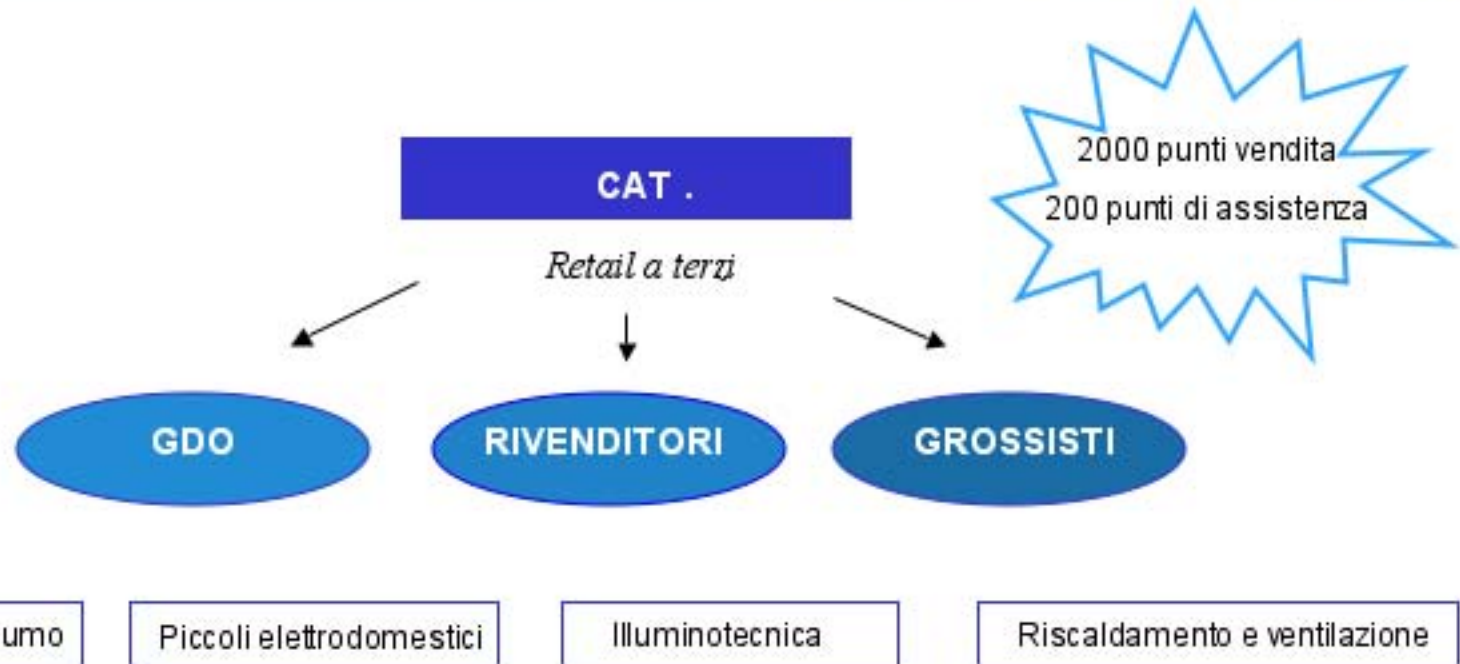 2000 punti vendita
200 punti di assistenza
CAT .
Retail a terzi
GDO
RIVENDITORI
GROSSISTI
umo
Piccoli elettrodomestici
Illuminotecnica
Riscaldamento e ventilazione